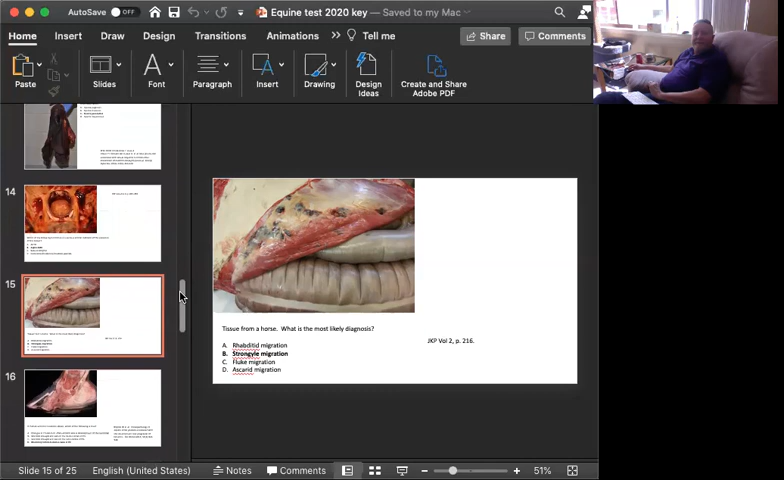 AutoSave OFF Equine test 2020 key — Saved to my Mac
Home Insert Draw Design Transitions Animations Tell me Share Comments
Paste Slides Font Paragraph Insert Drawing Design Ideas Create and Share Adobe PDF
14
15
16
Tissue from a horse. What is the most likely diagnosis?
A. Rhabditid migration
B. Strongyle migration
C. Fluke migration
D. Ascarid migration
JKP Vol 2, p. 216.
Slide 15 of 25 English (United States) Notes Comments 51%